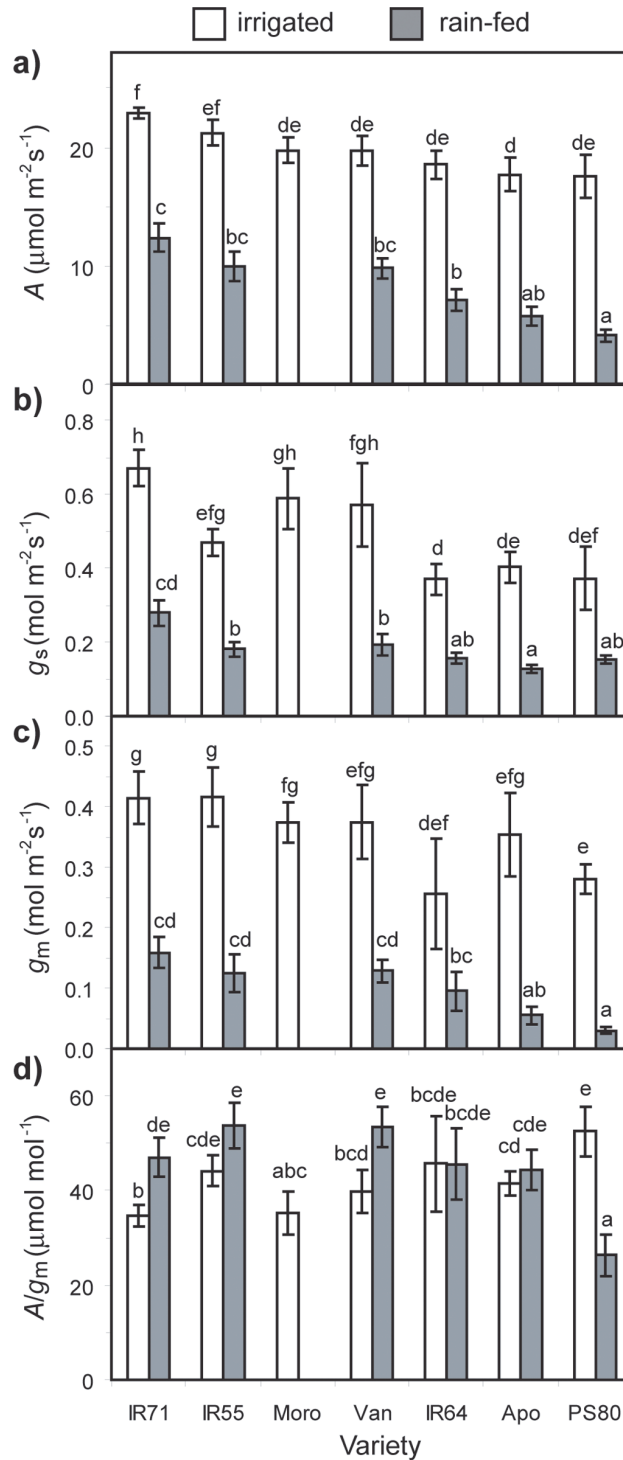 irrigated rain-fed
a)
A (μmol m⁻²s⁻¹)
20
10
0
f ef de de de d de
c bc bc b ab a
b)
gs (mol m⁻²s⁻¹)
0.8
0.6
0.4
0.2
0.0
h efg gh fgh d de def
cd b b ab a ab
c)
gm (mol m⁻²s⁻¹)
0.5
0.4
0.3
0.2
0.1
0.0
g g fg efg def efg e
cd cd cd bc ab a
d)
A/gm (μmol mol⁻¹)
60
40
20
0
b de cde e abc bcd e bcde bcde cd cde e a
IR71 IR55 Moro Van IR64 Apo PS80
Variety